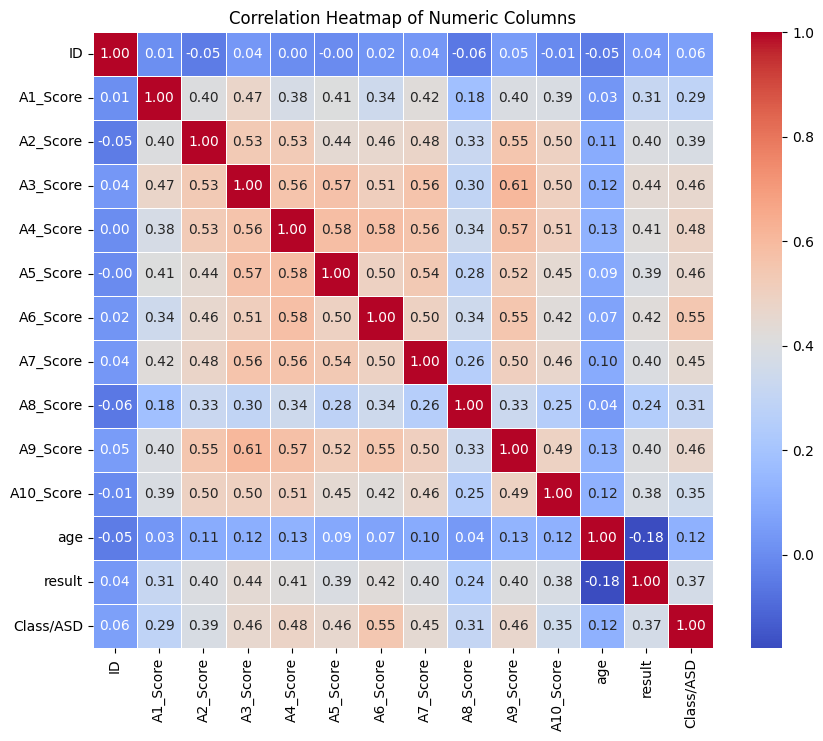 Correlation Heatmap of Numeric Columns
ID 1.00 0.01 -0.05 0.04 0.00 -0.00 0.02 0.04 -0.06 0.05 -0.01 -0.05 0.04 0.06
A1_Score 0.01 1.00 0.40 0.47 0.38 0.41 0.34 0.42 0.18 0.40 0.39 0.03 0.31 0.29
A2_Score -0.05 0.40 1.00 0.53 0.53 0.44 0.46 0.48 0.33 0.55 0.50 0.11 0.40 0.39
A3_Score 0.04 0.47 0.53 1.00 0.56 0.57 0.51 0.56 0.30 0.61 0.50 0.12 0.44 0.46
A4_Score 0.00 0.38 0.53 0.56 1.00 0.58 0.58 0.56 0.34 0.57 0.51 0.13 0.41 0.48
A5_Score -0.00 0.41 0.44 0.57 0.58 1.00 0.50 0.54 0.28 0.52 0.45 0.09 0.39 0.46
A6_Score 0.02 0.34 0.46 0.51 0.58 0.50 1.00 0.50 0.34 0.55 0.42 0.07 0.42 0.55
A7_Score 0.04 0.42 0.48 0.56 0.56 0.54 0.50 1.00 0.26 0.50 0.46 0.10 0.40 0.45
A8_Score -0.06 0.18 0.33 0.30 0.34 0.28 0.34 0.26 1.00 0.33 0.25 0.04 0.24 0.31
A9_Score 0.05 0.40 0.55 0.61 0.57 0.52 0.55 0.50 0.33 1.00 0.49 0.13 0.40 0.46
A10_Score -0.01 0.39 0.50 0.50 0.51 0.45 0.42 0.46 0.25 0.49 1.00 0.12 0.38 0.35
age -0.05 0.03 0.11 0.12 0.13 0.09 0.07 0.10 0.04 0.13 0.12 1.00 -0.18 0.12
result 0.04 0.31 0.40 0.44 0.41 0.39 0.42 0.40 0.24 0.40 0.38 -0.18 1.00 0.37
Class/ASD 0.06 0.29 0.39 0.46 0.48 0.46 0.55 0.45 0.31 0.46 0.35 0.12 0.37 1.00
ID
A1_Score
A2_Score
A3_Score
A4_Score
A5_Score
A6_Score
A7_Score
A8_Score
A9_Score
A10_Score
age
result
Class/ASD
1.0
0.8
0.6
0.4
0.2
0.0